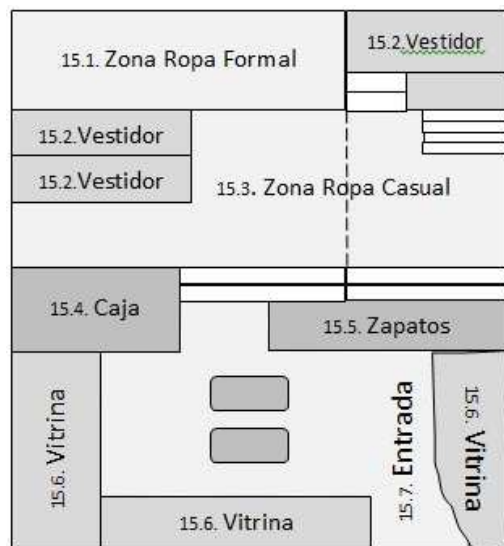 15.1. Zona Ropa Formal
15.2.Vestidor
15.2.Vestidor
15.2.Vestidor
15.3. Zona Ropa Casual
15.4. Caja
15.5. Zapatos
15.6. Vitrina
15.7. Entrada
15.6. Vitrina
15.6. Vitrina